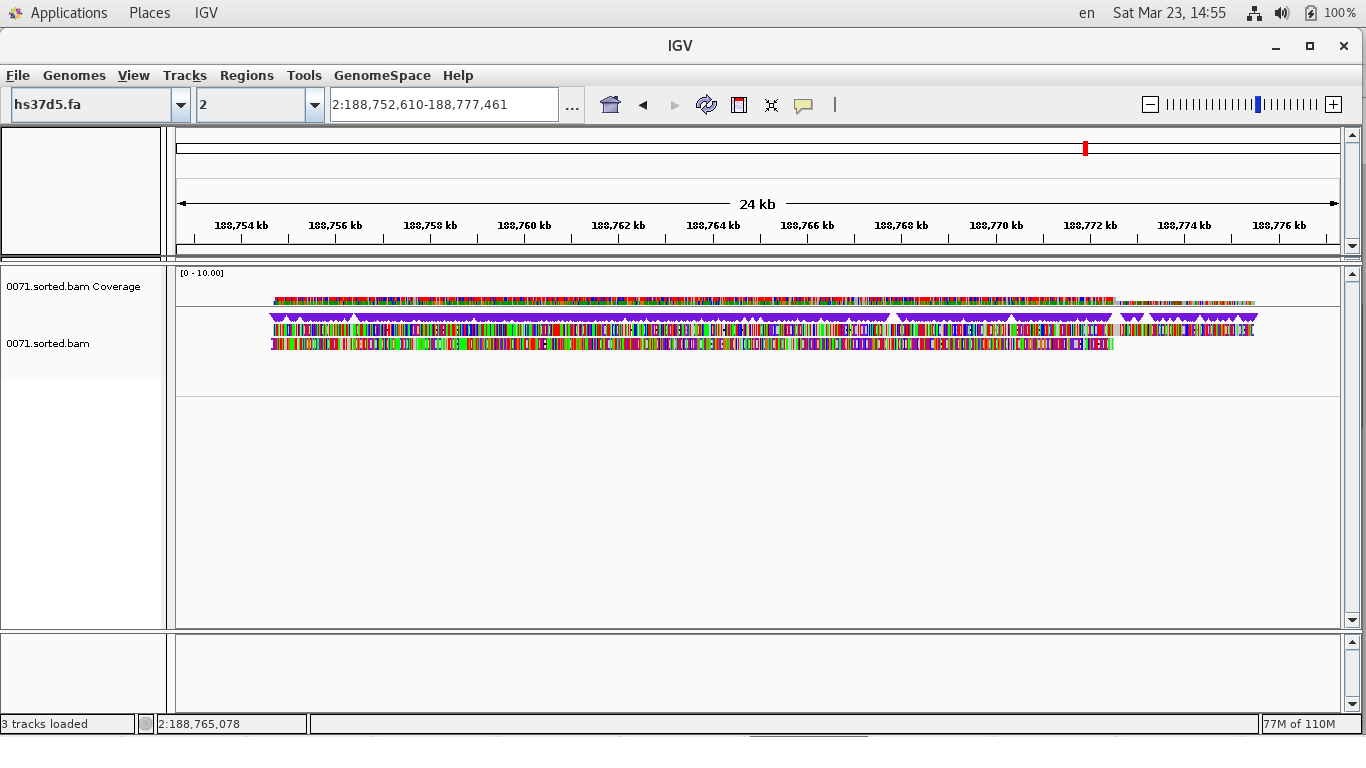 Applications Places IGV en Sat Mar 23, 14:55 100%
IGV
File Genomes View Tracks Regions Tools GenomeSpace Help
hs37d5.fa 2 2:188,752,610-188,777,461 ...
24 kb
188,754 kb 188,756 kb 188,758 kb 188,760 kb 188,762 kb 188,764 kb 188,766 kb 188,768 kb 188,770 kb 188,772 kb 188,774 kb 188,776 kb
[0 - 10.00]
0071.sorted.bam Coverage
0071.sorted.bam
3 tracks loaded 2:188,765,078 77M of 110M